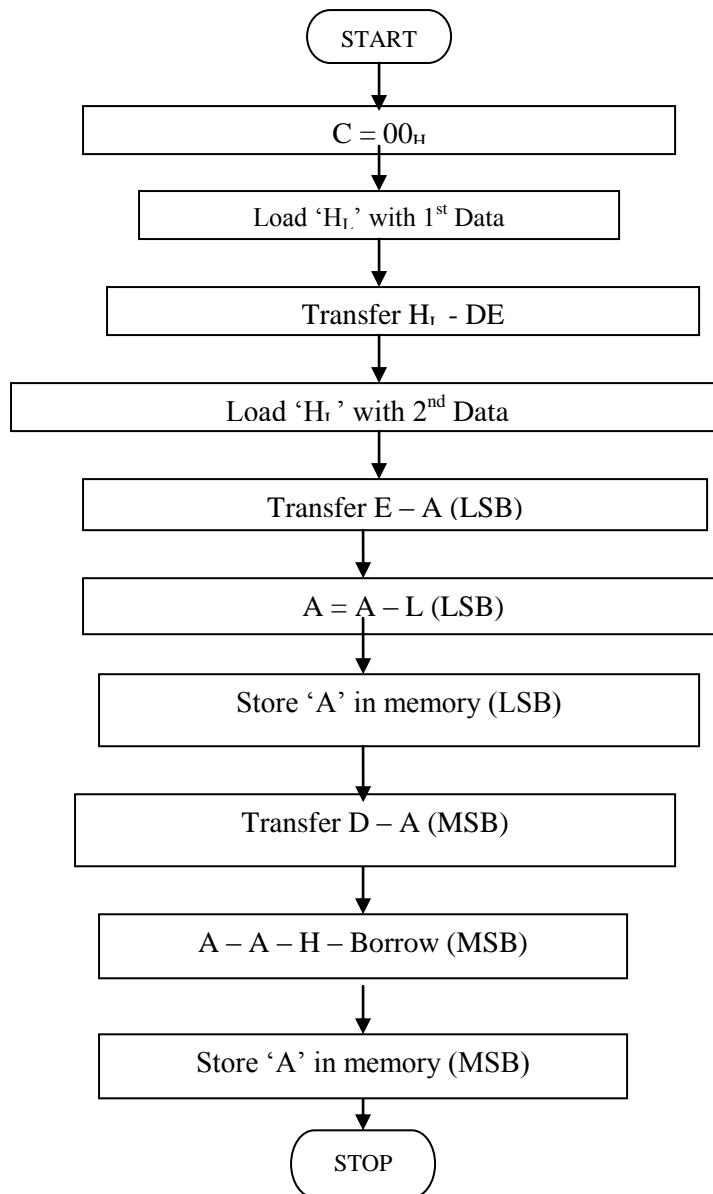 START
C = 00H
Load ‘HL’ with 1st Data
Transfer HL - DE
Load ‘HL’ with 2nd Data
Transfer E – A (LSB)
A = A – L (LSB)
Store ‘A’ in memory (LSB)
Transfer D – A (MSB)
A – A – H – Borrow (MSB)
Store ‘A’ in memory (MSB)
STOP